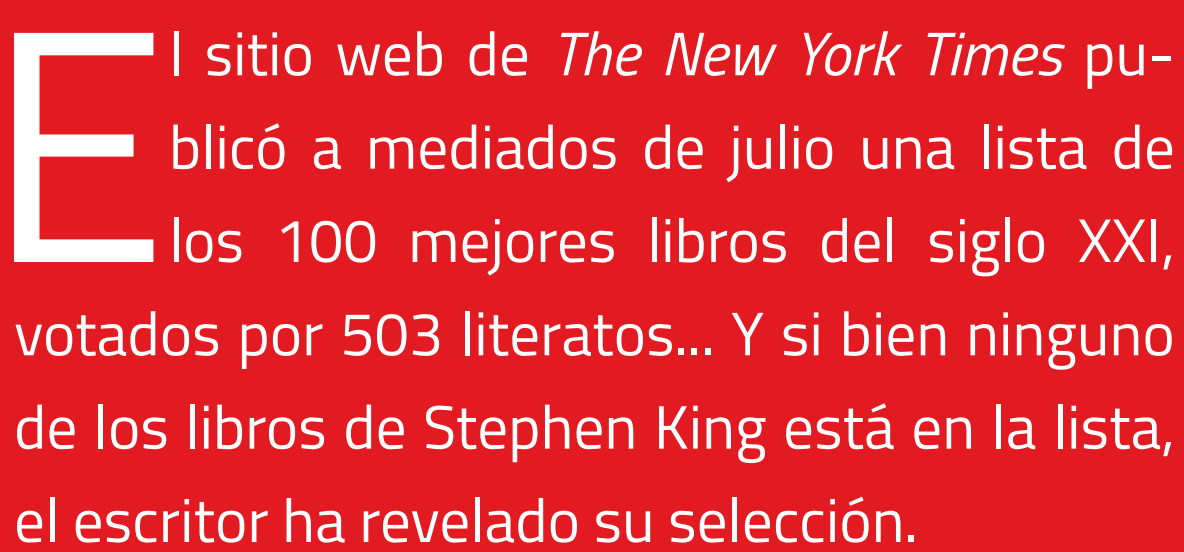 El sitio web de The New York Times pu-
blicó a mediados de julio una lista de
los 100 mejores libros del siglo XXI,
votados por 503 literatos... Y si bien ninguno
de los libros de Stephen King está en la lista,
el escritor ha revelado su selección.